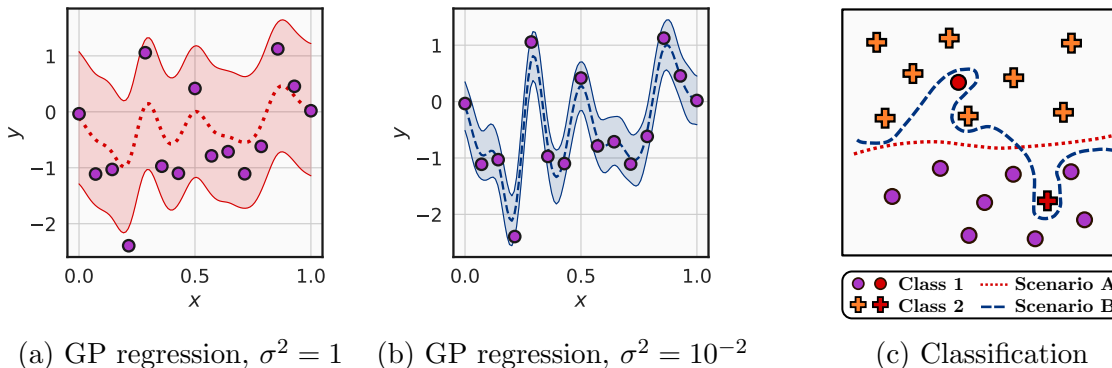 1
0
−1
−2
y
0.0
0.5
1.0
x
1
0
−1
−2
y
0.0
0.5
1.0
x
Class 1
Scenario A
Class 2
Scenario B
(a) GP regression, σ² = 1
(b) GP regression, σ² = 10⁻²
(c) Classification